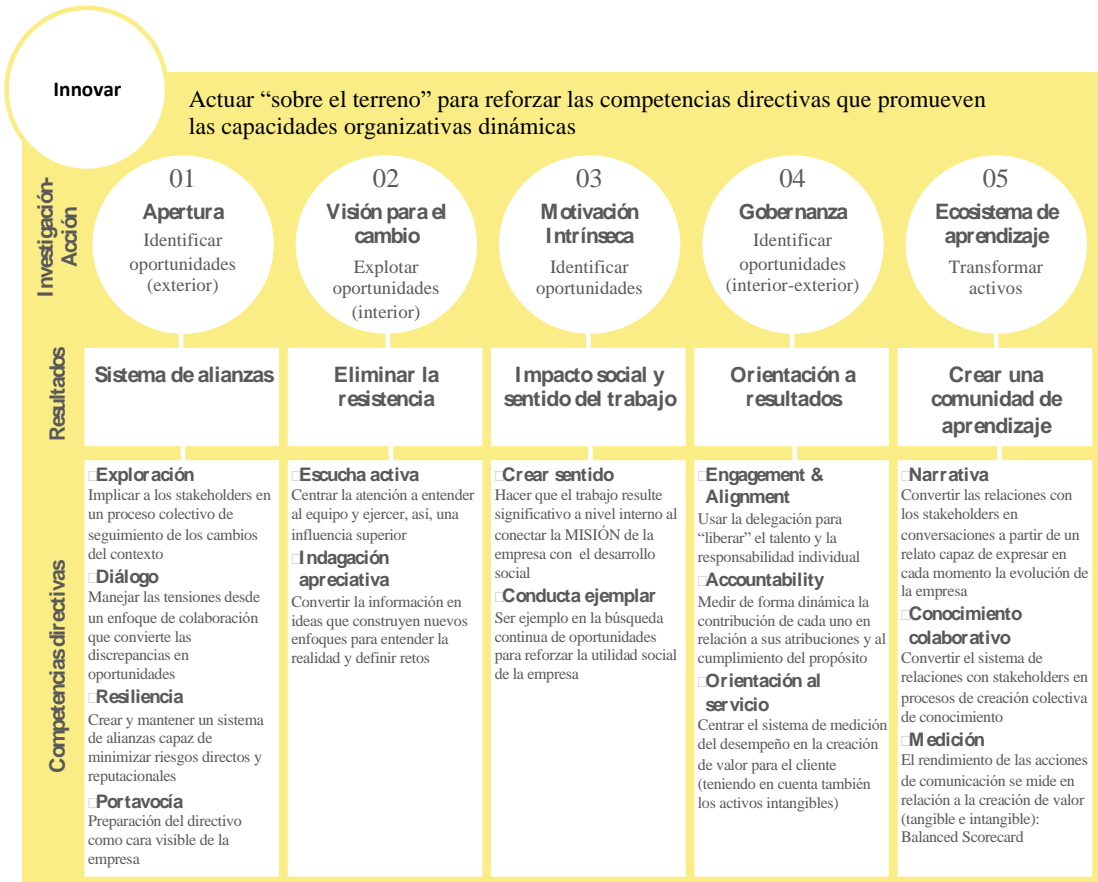 Innovar
Actuar “sobre el terreno” para reforzar las competencias directivas que promueven
las capacidades organizativas dinámicas
Investigación-
Acción
01
Apertura
Identificar
oportunidades
(exterior)
02
Visión para el
cambio
Explotar
oportunidades
(interior)
03
Motivación
Intrínseca
Identificar
oportunidades
04
Gobernanza
Identificar
oportunidades
(interior-exterior)
05
Ecosistema de
aprendizaje
Transformar
activos
Resultados
Sistema de alianzas
Eliminar la
resistencia
Impacto social y
sentido del trabajo
Orientación a
resultados
Crear una
comunidad de
aprendizaje
Competencias directivas
Exploración
Implicar a los stakeholders en
un proceso colectivo de
seguimiento de los cambios
del contexto
Diálogo
Manejar las tensiones desde
un enfoque de colaboración
que convierte las
discrepancias en
oportunidades
Resiliencia
Crear y mantener un sistema
de alianzas capaz de
minimizar riesgos directos y
reputacionales
Portavocía
Preparación del directivo
como cara visible de la
empresa
Escucha activa
Centrar la atención a entender
al equipo y ejercer, así, una
influencia superior
Indagación
apreciativa
Convertir la información en
ideas que construyen nuevos
enfoques para entender la
realidad y definir retos
Crear sentido
Hacer que el trabajo resulte
significativo a nivel interno al
conectar la MISIÓN de la
empresa con el desarrollo
social
Conducta ejemplar
Ser ejemplo en la búsqueda
continua de oportunidades
para reforzar la utilidad social
de la empresa
Engagement &
Alignment
Usar la delegación para
“liberar” el talento y la
responsabilidad individual
Accountability
Medir de forma dinámica la
contribución de cada uno en
relación a sus atribuciones y al
cumplimiento del propósito
Orientación al
servicio
Centrar el sistema de medición
del desempeño en la creación
de valor para el cliente
(teniendo en cuenta también
los activos intangibles)
Narrativa
Convertir las relaciones con
los stakeholders en
conversaciones a partir de un
relato capaz de expresar en
cada momento la evolución de
la empresa
Conocimiento
colaborativo
Convertir el sistema de
relaciones con stakeholders en
procesos de creación colectiva
de conocimiento
Medición
El rendimiento de las acciones
de comunicación se mide en
relación a la creación de valor
(tangible e intangible):
Balanced Scorecard